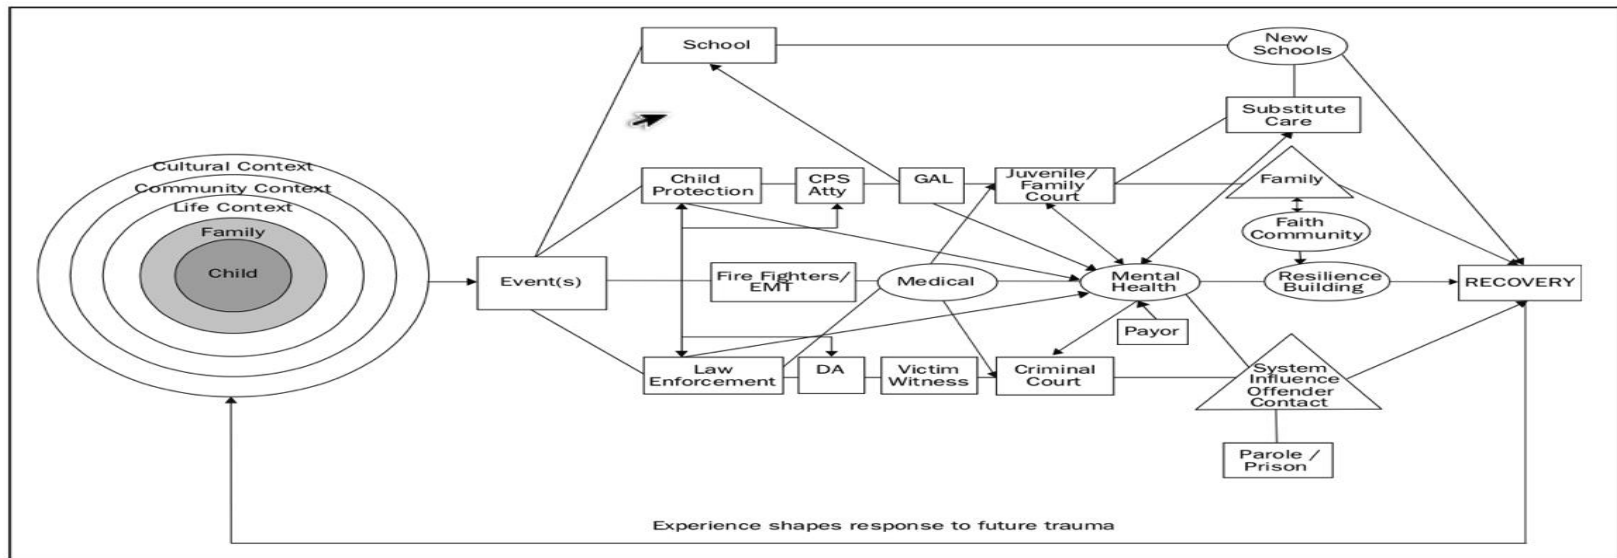 School
New
Schools
Substitute
Care
Cultural Context
Community Context
Life Context
Family
Child
Child
Protection
CPS
Atty
GAL
Juvenile/
Family
Court
Family
Faith
Community
Event(s)
Fire Fighters/
EMT
Medical
Mental
Health
Resilience
Building
RECOVERY
Payor
Law
Enforcement
DA
Victim
Witness
Criminal
Court
System
Influence
Offender
Contact
Parole /
Prison
Experience shapes response to future trauma